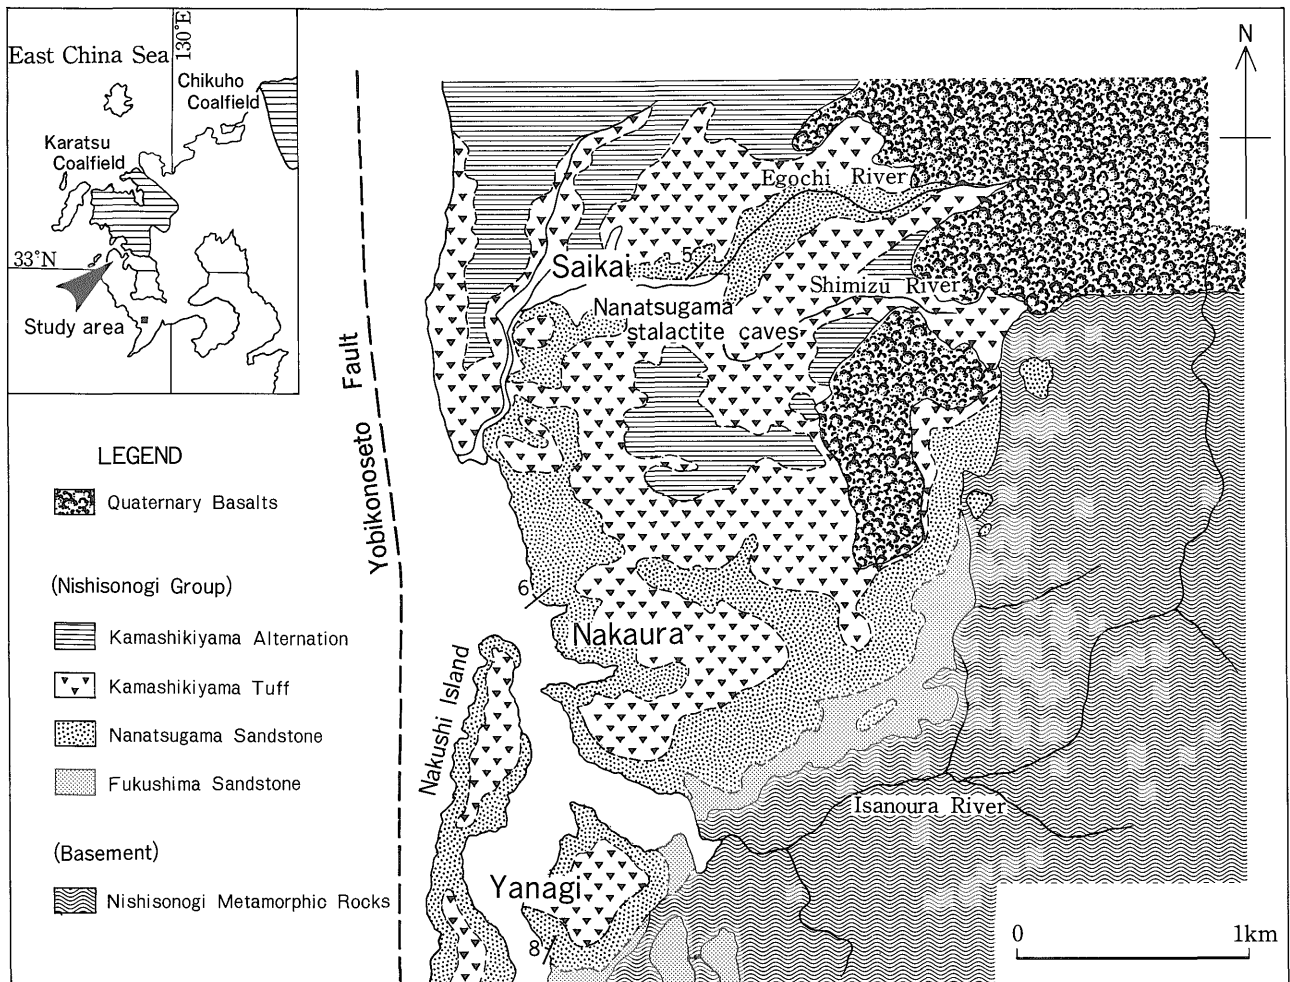 East China Sea
130°E
Chikuho
Coalfield
Karatsu
Coalfield
33°N
Study area
N
Egochi River
Saikai
5
Shimizu River
Nanatsugama
stalactite caves
Yobikonoseto Fault
6
Nakaura
Nakushi Island
Isanoura River
Yanagi
8
LEGEND
Quaternary Basalts
(Nishisonogi Group)
Kamashikiyama Alternation
Kamashikiyama Tuff
Nanatsugama Sandstone
Fukushima Sandstone
(Basement)
Nishisonogi Metamorphic Rocks
0 1km